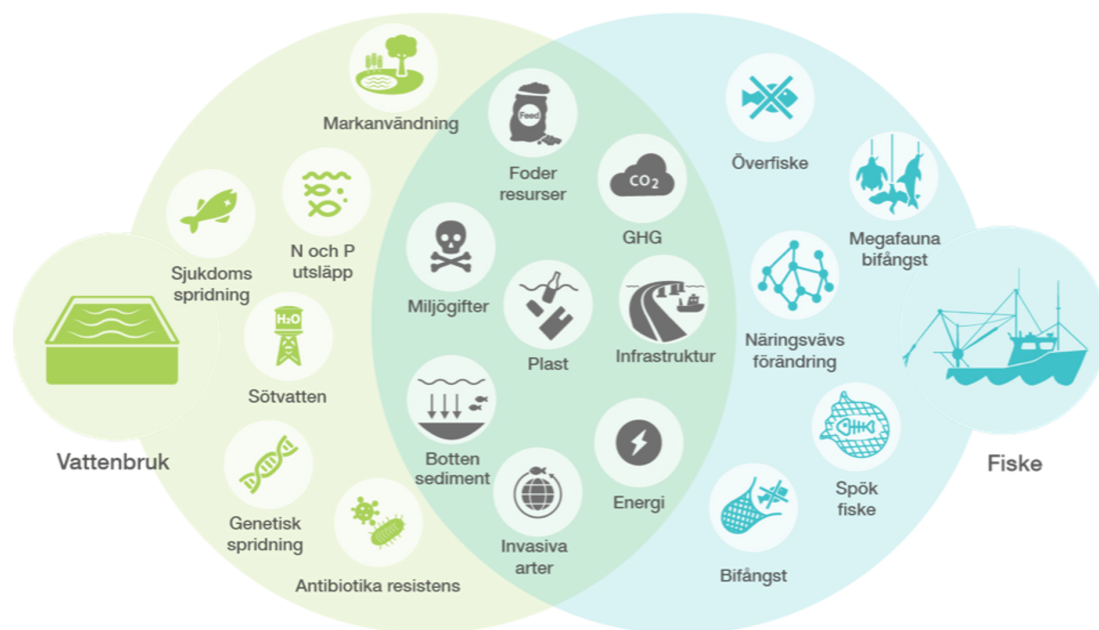 Markanvändning
Feed
Foder
resurser
CO2
GHG
Överfiske
Megafauna
bifångst
Sjukdoms
spridning
N och P
utsläpp
Miljögifter
Plast
Infrastruktur
Näringsvävs
förändring
H2O
Sötvatten
Vattenbruk
Botten
sediment
Energi
Spök
fiske
Fiske
Genetisk
spridning
Antibiotika resistens
Invasiva
arter
Bifångst